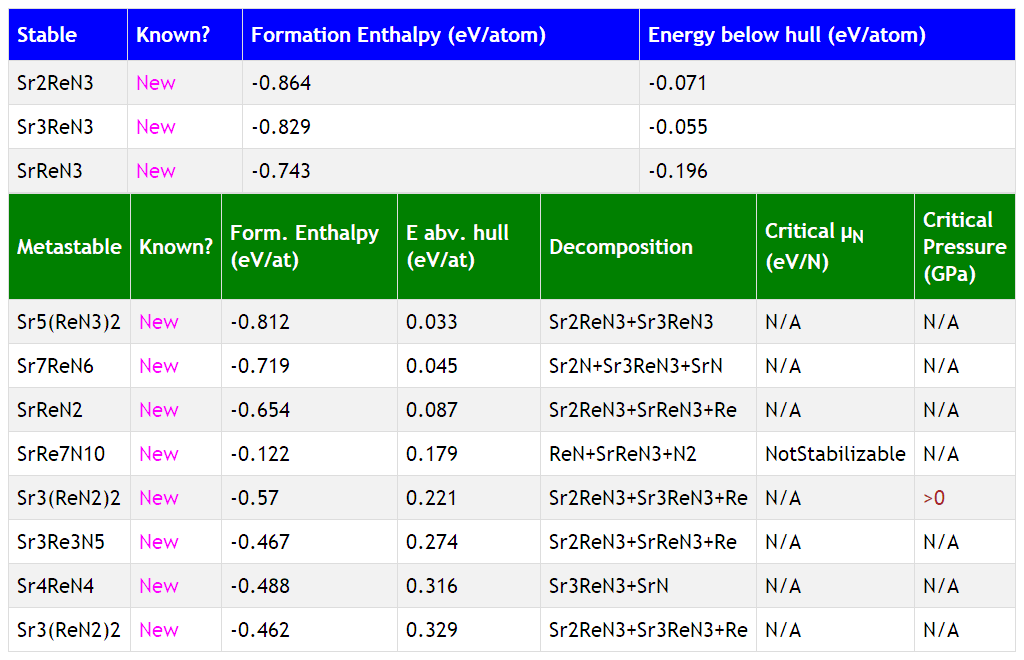 Stable Known? Formation Enthalpy (eV/atom) Energy below hull (eV/atom)
Sr2ReN3 New -0.864 -0.071
Sr3ReN3 New -0.829 -0.055
SrReN3 New -0.743 -0.196
Metastable Known? Form. Enthalpy (eV/at) E abv. hull (eV/at) Decomposition Critical μN (eV/N) Critical Pressure (GPa)
Sr5(ReN3)2 New -0.812 0.033 Sr2ReN3+Sr3ReN3 N/A N/A
Sr7ReN6 New -0.719 0.045 Sr2N+Sr3ReN3+SrN N/A N/A
SrReN2 New -0.654 0.087 Sr2ReN3+SrReN3+Re N/A N/A
SrRe7N10 New -0.122 0.179 ReN+SrReN3+N2 NotStabilizable N/A
Sr3(ReN2)2 New -0.57 0.221 Sr2ReN3+Sr3ReN3+Re N/A >0
Sr3Re3N5 New -0.467 0.274 Sr2ReN3+SrReN3+Re N/A N/A
Sr4ReN4 New -0.488 0.316 Sr3ReN3+SrN N/A N/A
Sr3(ReN2)2 New -0.462 0.329 Sr2ReN3+Sr3ReN3+Re N/A N/A